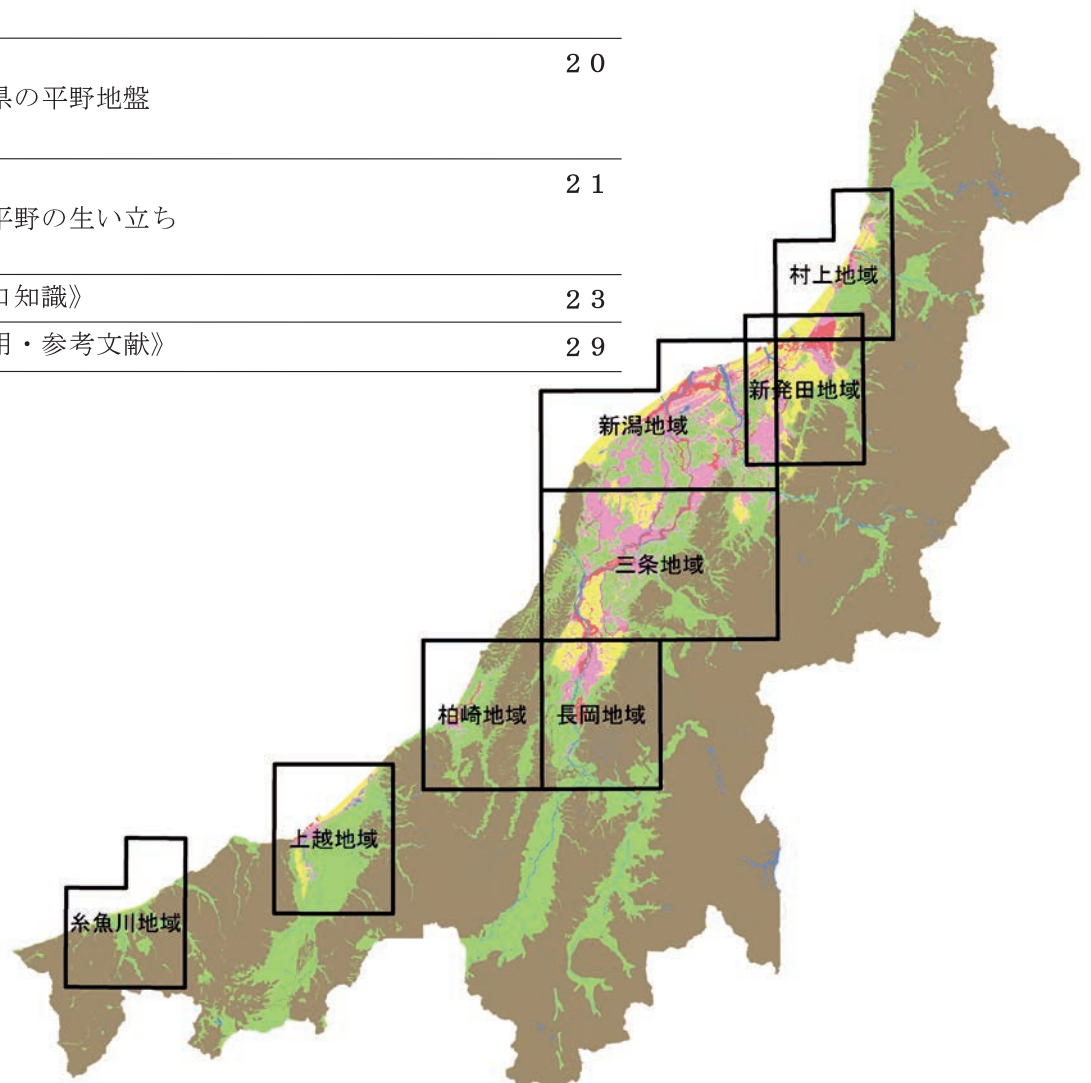 20
県の平野地盤
21
平野の生い立ち
口知識》 23
用・参考文献》 29
村上地域
新発田地域
新潟地域
三条地域
柏崎地域 長岡地域
上越地域
糸魚川地域